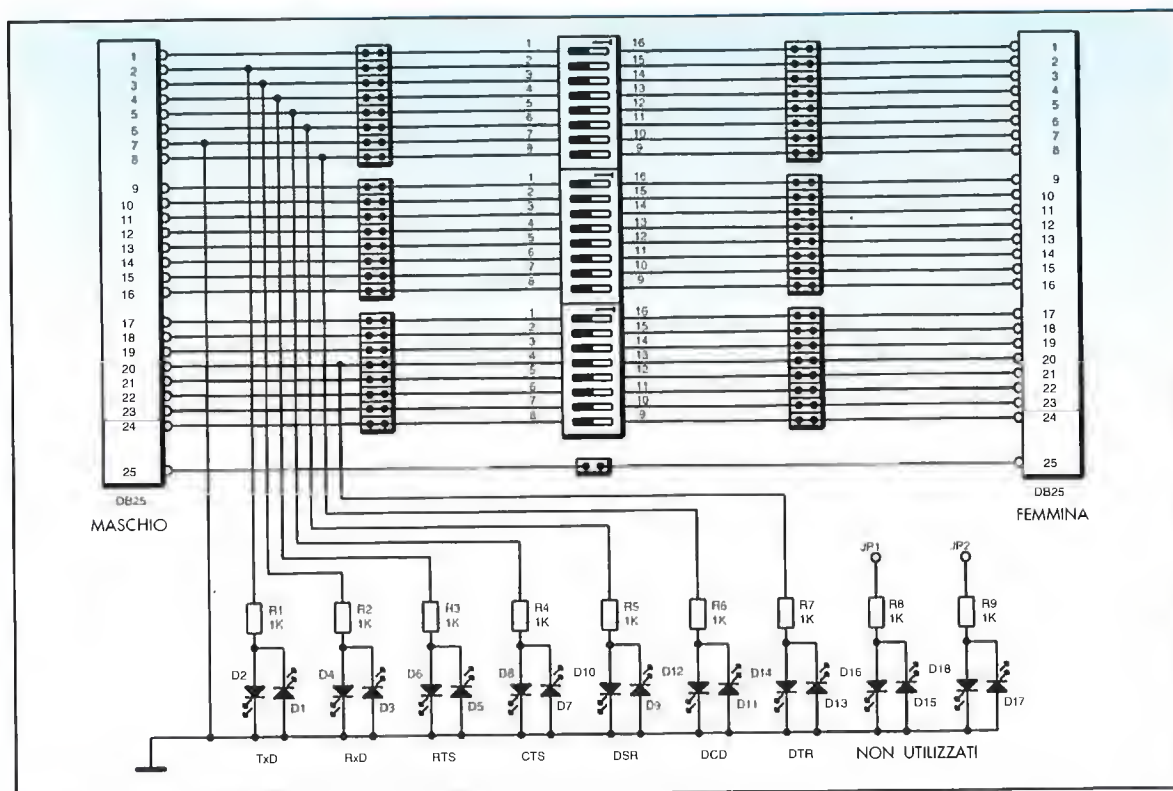 1 1 16 1
2 2 15 2
3 3 14 3
4 4 13 4
5 5 12 5
6 6 11 6
7 7 10 7
8 8 9 8
9 1 16 9
10 2 15 10
11 3 14 11
12 4 13 12
13 5 12 13
14 6 11 14
15 7 10 15
16 8 9 16
17 1 16 17
18 2 15 18
19 3 14 19
20 4 13 20
21 5 12 21
22 6 11 22
23 7 10 23
24 8 9 24
25 25
DB25 DB25
MASCHIO FEMMINA
JP1 JP2
R1 R2 R3 R4 R5 R6 R7 R8 R9
1K 1K 1K 1K 1K 1K 1K 1K 1K
D2 D4 D6 D8 D10 D12 D14 D16 D18
D1 D3 D5 D7 D9 D11 D13 D15 D17
TxD RxD RTS CTS DSR DCD DTR NON UTILIZZATI